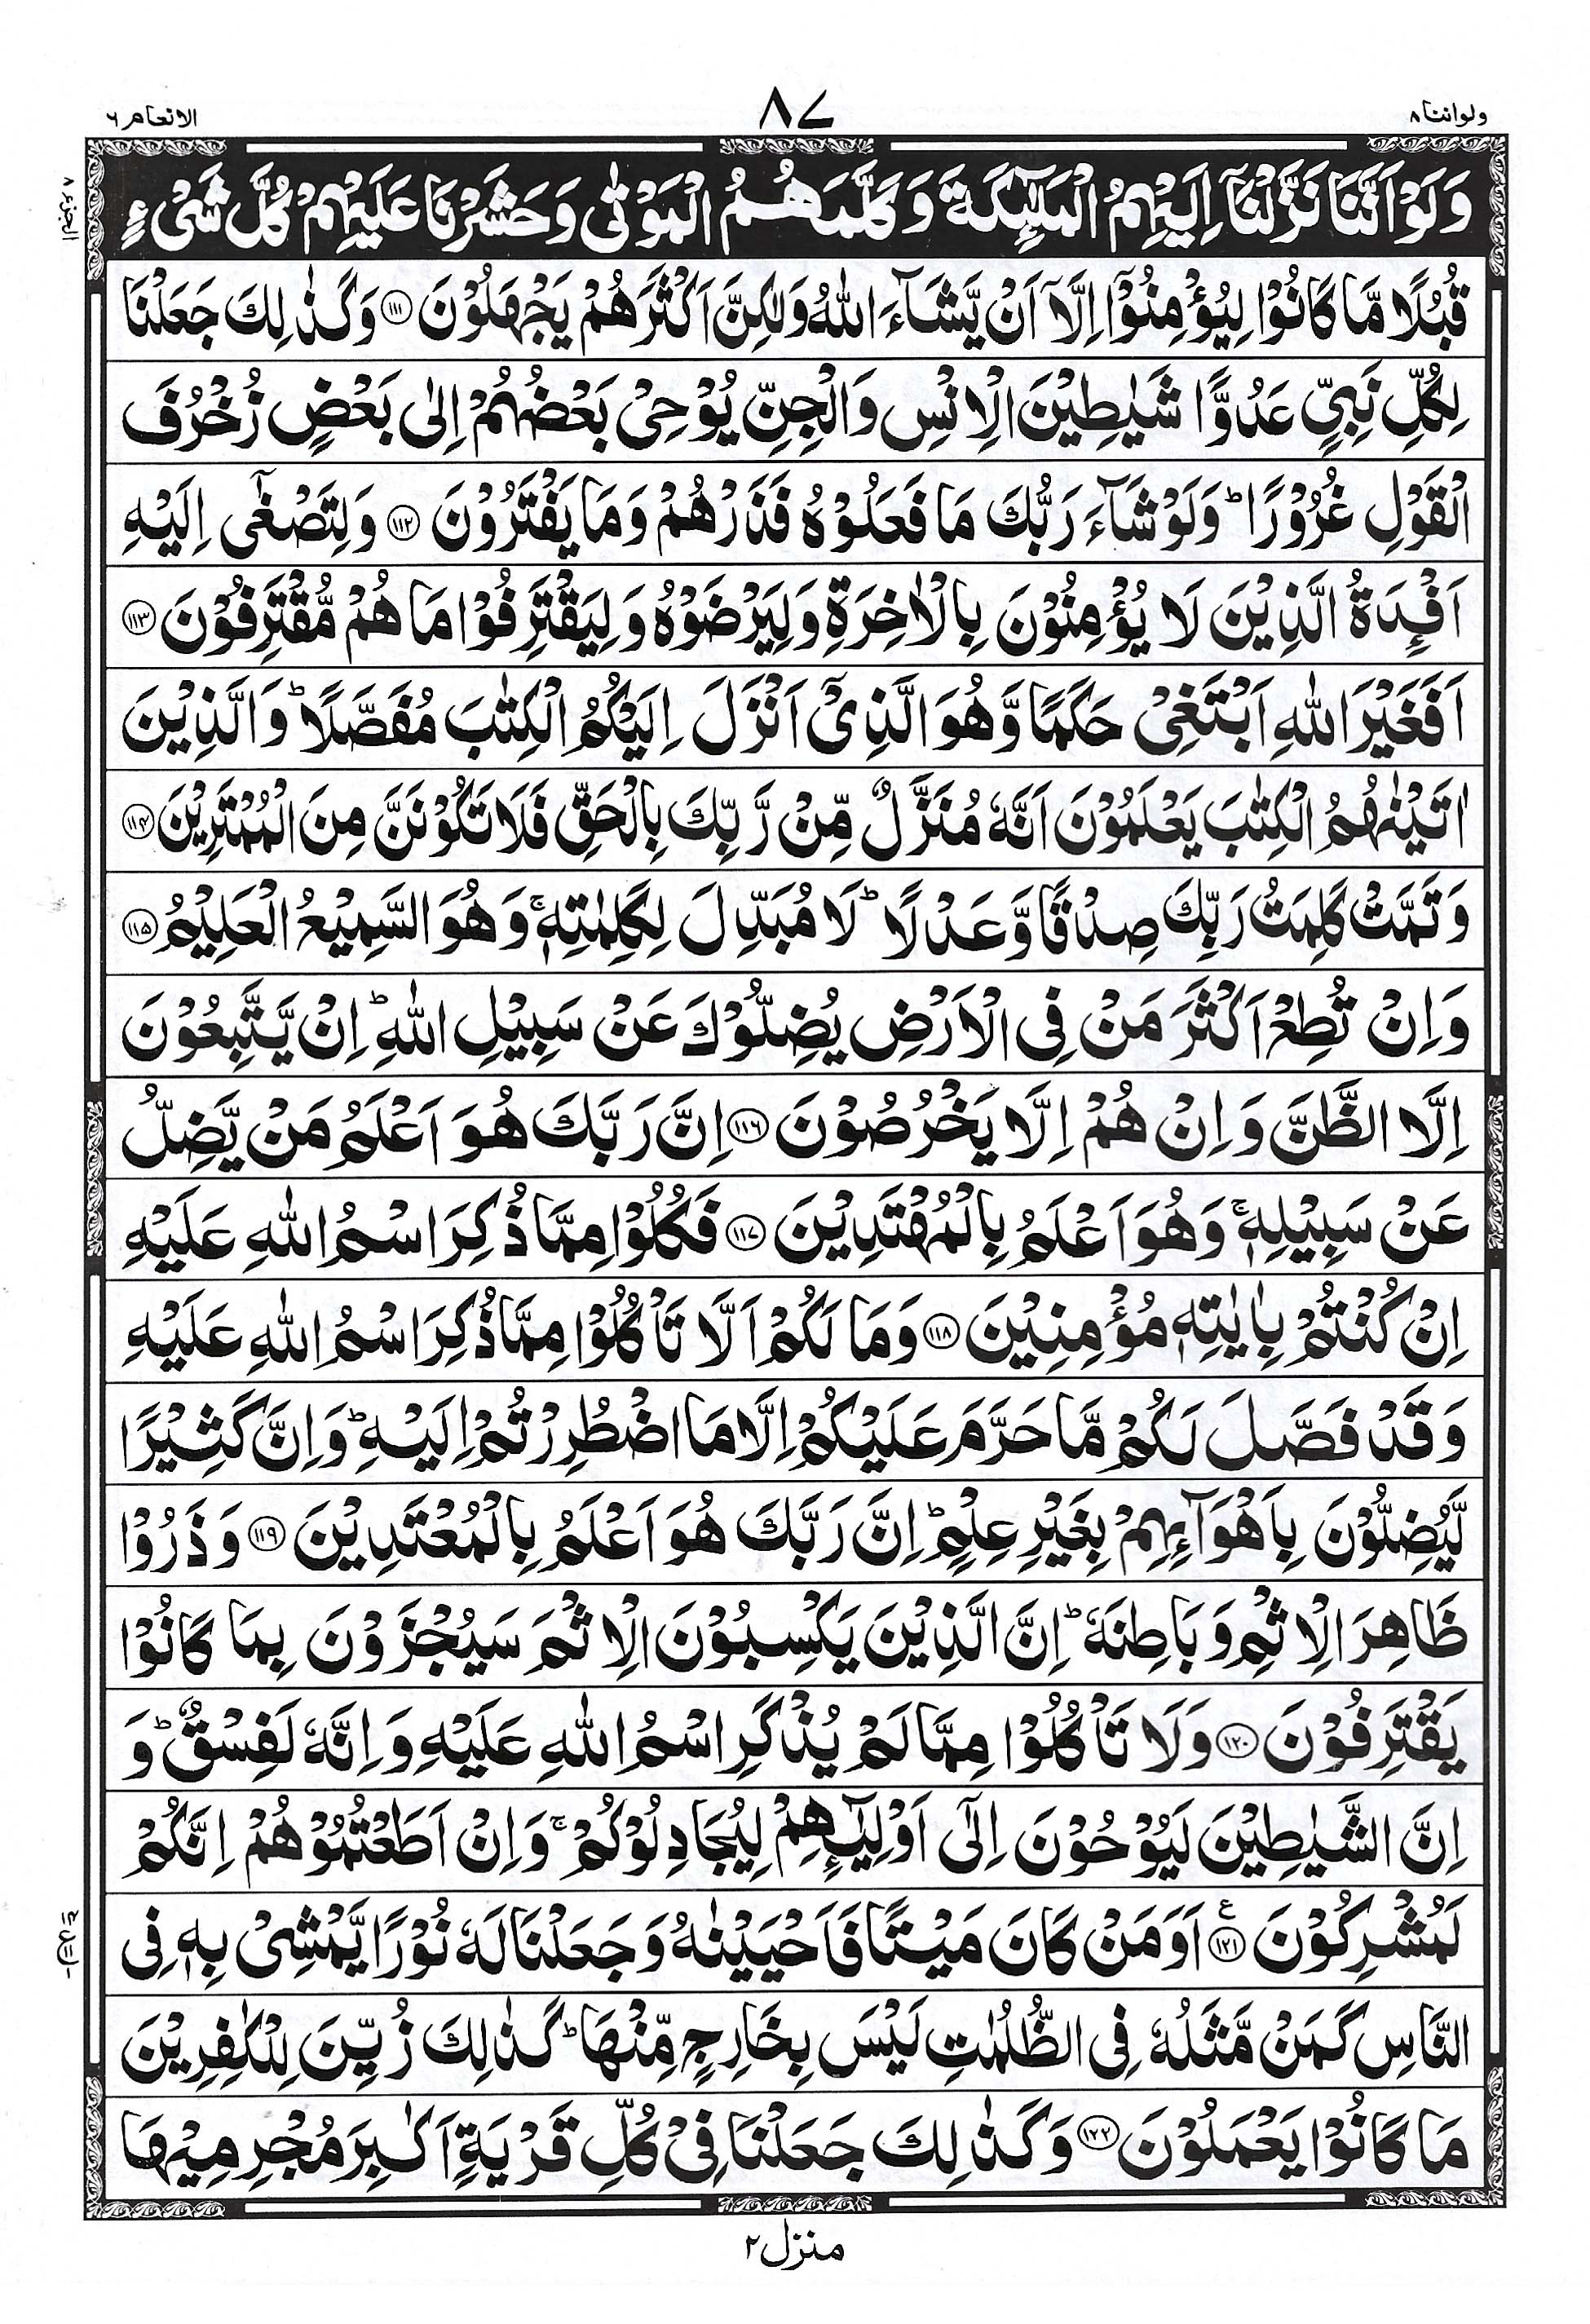 ولواننا ٨
٨٧
الانعام ٦
الجزء ٨
وَلَوْ اَنَّنَا نَزَّلْنَاۤ اِلَيْهِمُ الْمَلٰٓئِكَةَ وَكَلَّمَهُمُ الْمَوْتٰى وَحَشَرْنَا عَلَيْهِمْ كُلَّ شَىْءٍ
قُبُلًا مَّا كَانُوْا لِيُؤْمِنُوْۤا اِلَّاۤ اَنْ يَّشَآءَ اللّٰهُ وَلٰكِنَّ اَكْثَرَهُمْ يَجْهَلُوْنَ ﴿١١١﴾ وَكَذٰلِكَ جَعَلْنَا
لِكُلِّ نَبِىٍّ عَدُوًّا شَيٰطِيْنَ الْاِنْسِ وَالْجِنِّ يُوْحِىْ بَعْضُهُمْ اِلٰى بَعْضٍ زُخْرُفَ
الْقَوْلِ غُرُوْرًا ؕ وَلَوْ شَآءَ رَبُّكَ مَا فَعَلُوْهُ فَذَرْهُمْ وَمَا يَفْتَرُوْنَ ﴿١١٢﴾ وَلِتَصْغٰۤى اِلَيْهِ
اَفْـِٕدَةُ الَّذِيْنَ لَا يُؤْمِنُوْنَ بِالْاٰخِرَةِ وَلِيَرْضَوْهُ وَلِيَقْتَرِفُوْا مَا هُمْ مُّقْتَرِفُوْنَ ﴿١١٣﴾
اَفَغَيْرَ اللّٰهِ اَبْتَغِىْ حَكَمًا وَّهُوَ الَّذِىْۤ اَنْزَلَ اِلَيْكُمُ الْكِتٰبَ مُفَصَّلًا ؕ وَالَّذِيْنَ
اٰتَيْنٰهُمُ الْكِتٰبَ يَعْلَمُوْنَ اَنَّهٗ مُنَزَّلٌ مِّنْ رَّبِّكَ بِالْحَقِّ فَلَا تَكُوْنَنَّ مِنَ الْمُمْتَرِيْنَ ﴿١١٤﴾
وَتَمَّتْ كَلِمَتُ رَبِّكَ صِدْقًا وَّعَدْلًا ؕ لَا مُبَدِّلَ لِكَلِمٰتِهٖ ۚ وَهُوَ السَّمِيْعُ الْعَلِيْمُ ﴿١١٥﴾
وَاِنْ تُطِعْ اَكْثَرَ مَنْ فِى الْاَرْضِ يُضِلُّوْكَ عَنْ سَبِيْلِ اللّٰهِ ؕ اِنْ يَّتَّبِعُوْنَ
اِلَّا الظَّنَّ وَاِنْ هُمْ اِلَّا يَخْرُصُوْنَ ﴿١١٦﴾ اِنَّ رَبَّكَ هُوَ اَعْلَمُ مَنْ يَّضِلُّ
عَنْ سَبِيْلِهٖ ۚ وَهُوَ اَعْلَمُ بِالْمُهْتَدِيْنَ ﴿١١٧﴾ فَكُلُوْا مِمَّا ذُكِرَ اسْمُ اللّٰهِ عَلَيْهِ
اِنْ كُنْتُمْ بِاٰيٰتِهٖ مُؤْمِنِيْنَ ﴿١١٨﴾ وَمَا لَكُمْ اَلَّا تَاْكُلُوْا مِمَّا ذُكِرَ اسْمُ اللّٰهِ عَلَيْهِ
وَقَدْ فَصَّلَ لَكُمْ مَّا حَرَّمَ عَلَيْكُمْ اِلَّا مَا اضْطُرِرْتُمْ اِلَيْهِ ؕ وَاِنَّ كَثِيْرًا
لَّيُضِلُّوْنَ بِاَهْوَآئِهِمْ بِغَيْرِ عِلْمٍ ؕ اِنَّ رَبَّكَ هُوَ اَعْلَمُ بِالْمُعْتَدِيْنَ ﴿١١٩﴾ وَذَرُوْا
ظَاهِرَ الْاِثْمِ وَبَاطِنَهٗ ؕ اِنَّ الَّذِيْنَ يَكْسِبُوْنَ الْاِثْمَ سَيُجْزَوْنَ بِمَا كَانُوْا
يَقْتَرِفُوْنَ ﴿١٢٠﴾ وَلَا تَاْكُلُوْا مِمَّا لَمْ يُذْكَرِ اسْمُ اللّٰهِ عَلَيْهِ وَاِنَّهٗ لَفِسْقٌ ؕ وَ
اِنَّ الشَّيٰطِيْنَ لَيُوْحُوْنَ اِلٰۤى اَوْلِيٰٓـِٕهِمْ لِيُجَادِلُوْكُمْ ۚ وَاِنْ اَطَعْتُمُوْهُمْ اِنَّكُمْ
لَمُشْرِكُوْنَ ﴿١٢١﴾ ع اَوَمَنْ كَانَ مَيْتًا فَاَحْيَيْنٰهُ وَجَعَلْنَا لَهٗ نُوْرًا يَّمْشِىْ بِهٖ فِى
النَّاسِ كَمَنْ مَّثَلُهٗ فِى الظُّلُمٰتِ لَيْسَ بِخَارِجٍ مِّنْهَا ؕ كَذٰلِكَ زُيِّنَ لِلْكٰفِرِيْنَ
مَا كَانُوْا يَعْمَلُوْنَ ﴿١٢٢﴾ وَكَذٰلِكَ جَعَلْنَا فِىْ كُلِّ قَرْيَةٍ اَكٰبِرَ مُجْرِمِيْهَا
منزل ٢